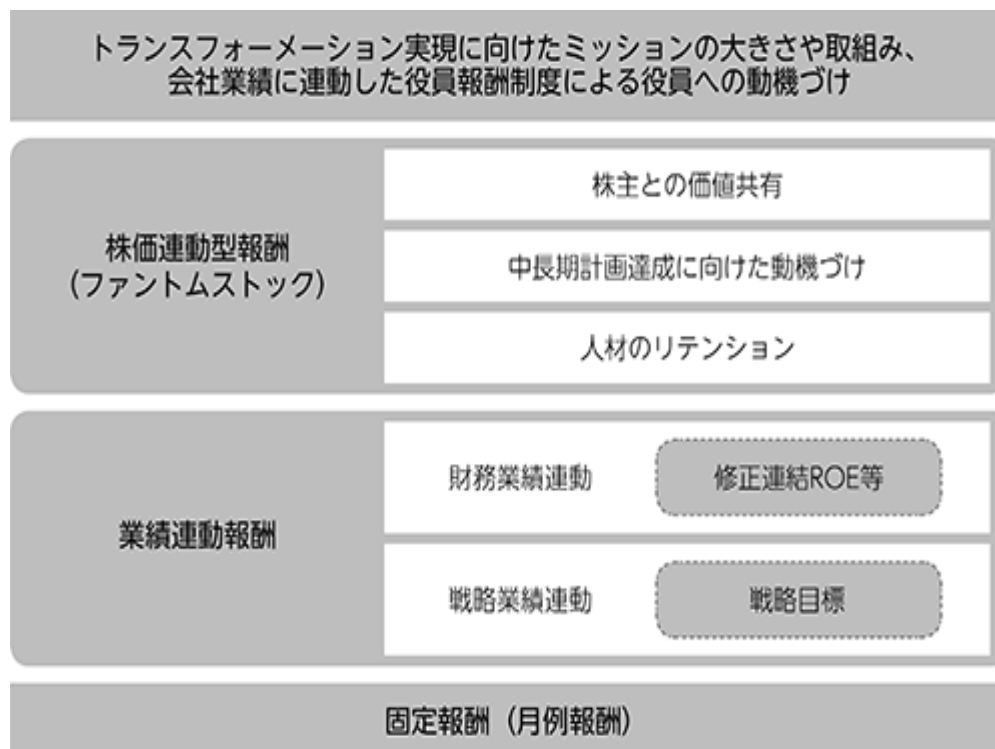 トランスフォーメーション実現に向けたミッションの大きさや取組み、
会社業績に連動した役員報酬制度による役員への動機づけ
株価連動型報酬
（ファントムストック）
株主との価値共有
中長期計画達成に向けた動機づけ
人材のリテンション
業績連動報酬
財務業績連動
修正連結ROE等
戦略業績連動
戦略目標
固定報酬（月例報酬）